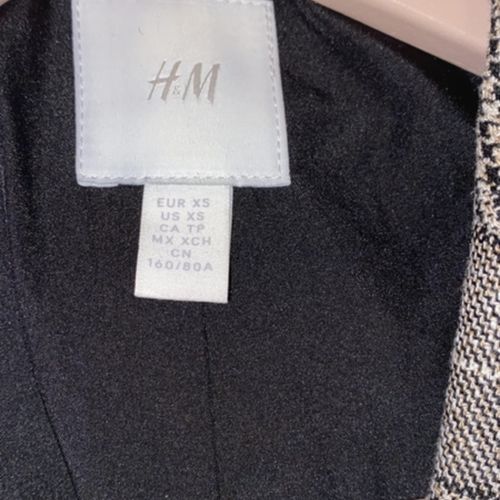 H&M
EUR XS
US XS
CA TP
MX XCH
CN
160/80A